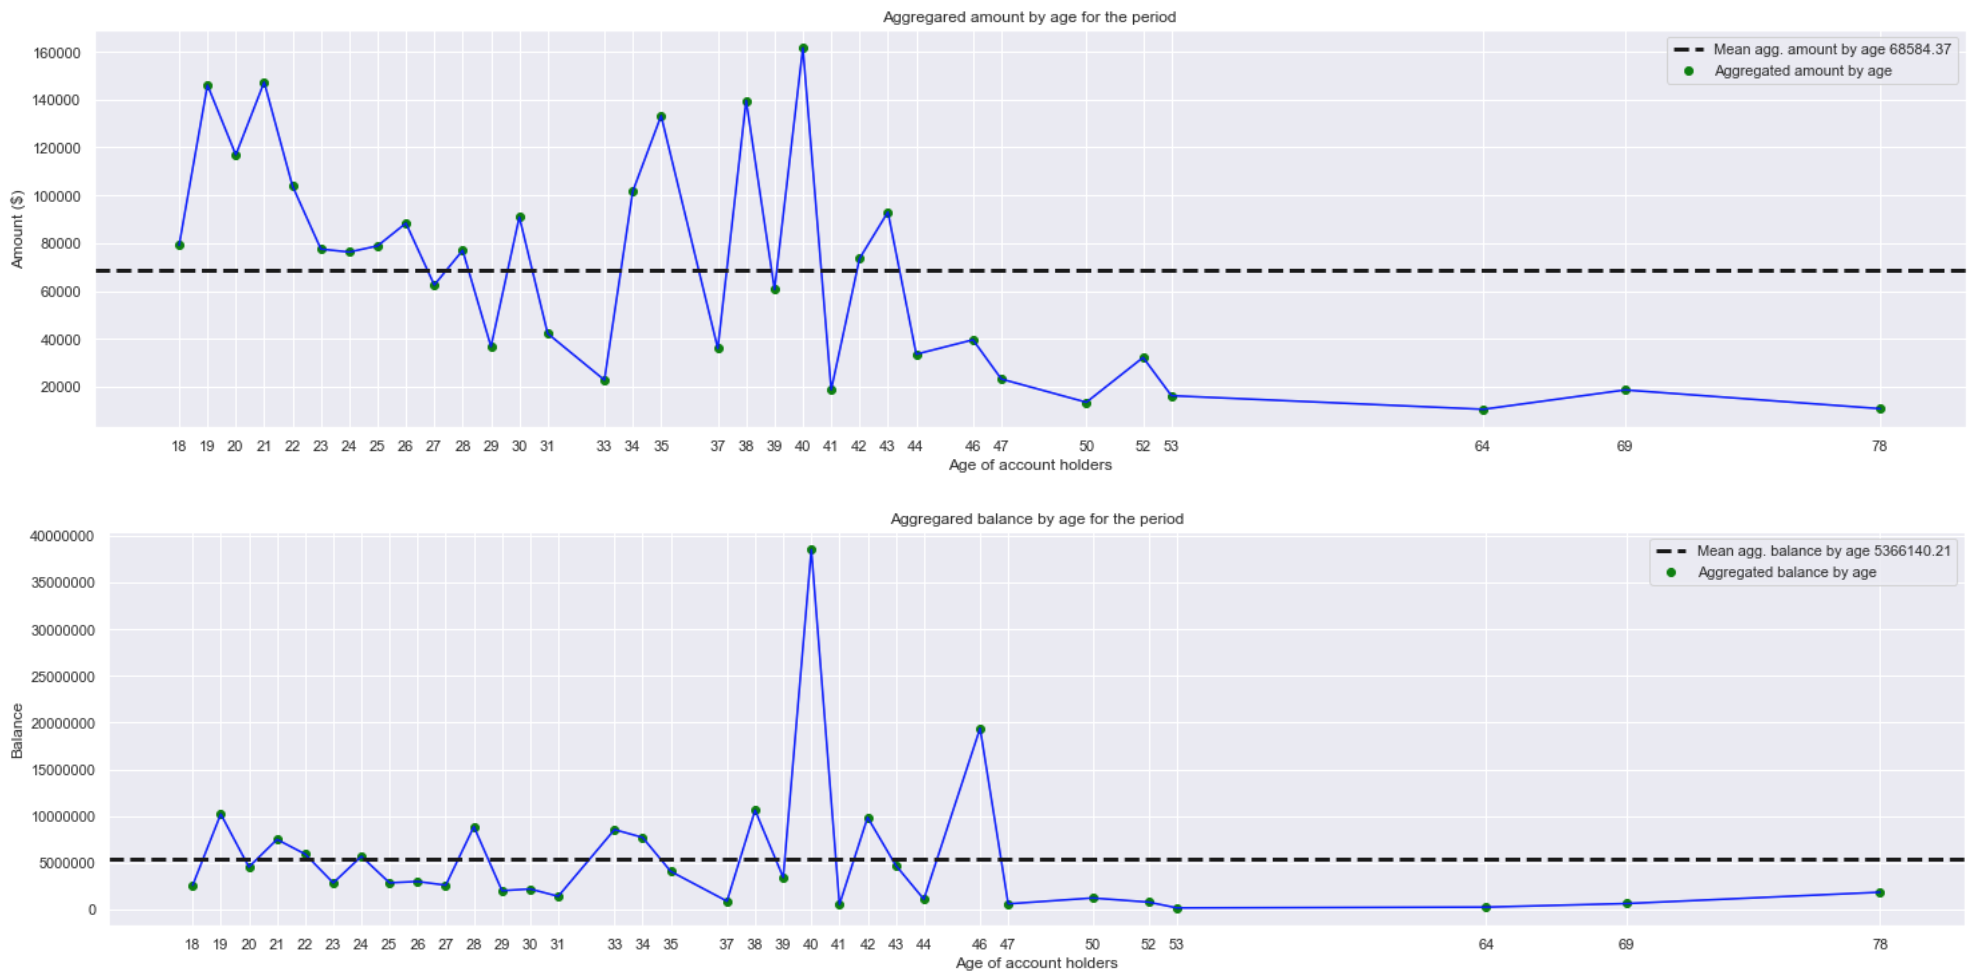 Aggregared amount by age for the period
Mean agg. amount by age 68584.37
Aggregated amount by age
160000
140000
120000
100000
80000
60000
40000
20000
Amount ($)
18 19 20 21 22 23 24 25 26 27 28 29 30 31 33 34 35 37 38 39 40 41 42 43 44 46 47 50 52 53 64 69 78
Age of account holders
Aggregared balance by age for the period
Mean agg. balance by age 5366140.21
Aggregated balance by age
40000000
35000000
30000000
25000000
20000000
15000000
10000000
5000000
0
Balance
18 19 20 21 22 23 24 25 26 27 28 29 30 31 33 34 35 37 38 39 40 41 42 43 44 46 47 50 52 53 64 69 78
Age of account holders